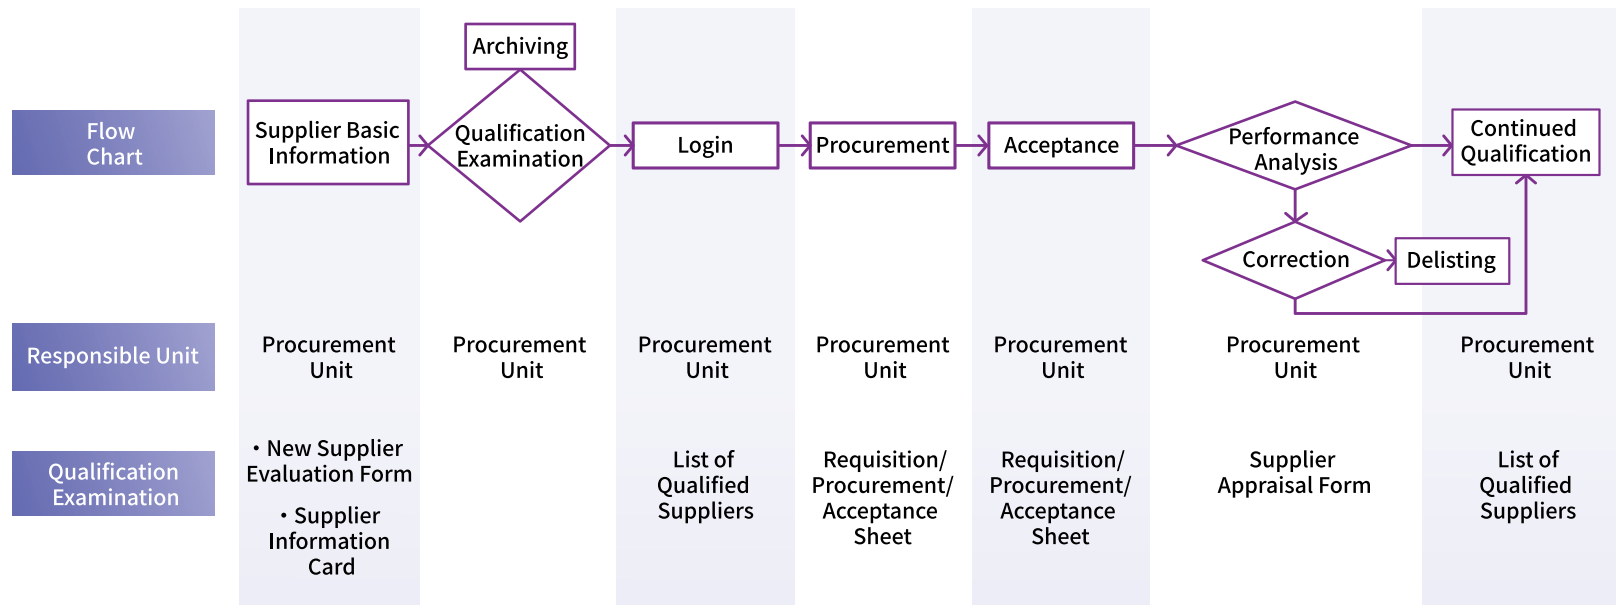 Archiving
Flow
Chart
Supplier Basic
Information
Qualification
Examination
Login
Procurement
Acceptance
Performance
Analysis
Continued
Qualification
Correction
Delisting
Responsible Unit
Procurement
Unit
Procurement
Unit
Procurement
Unit
Procurement
Unit
Procurement
Unit
Procurement
Unit
Procurement
Unit
Qualification
Examination
・New Supplier
Evaluation Form
・Supplier
Information
Card
List of
Qualified
Suppliers
Requisition/
Procurement/
Acceptance
Sheet
Requisition/
Procurement/
Acceptance
Sheet
Supplier
Appraisal Form
List of
Qualified
Suppliers